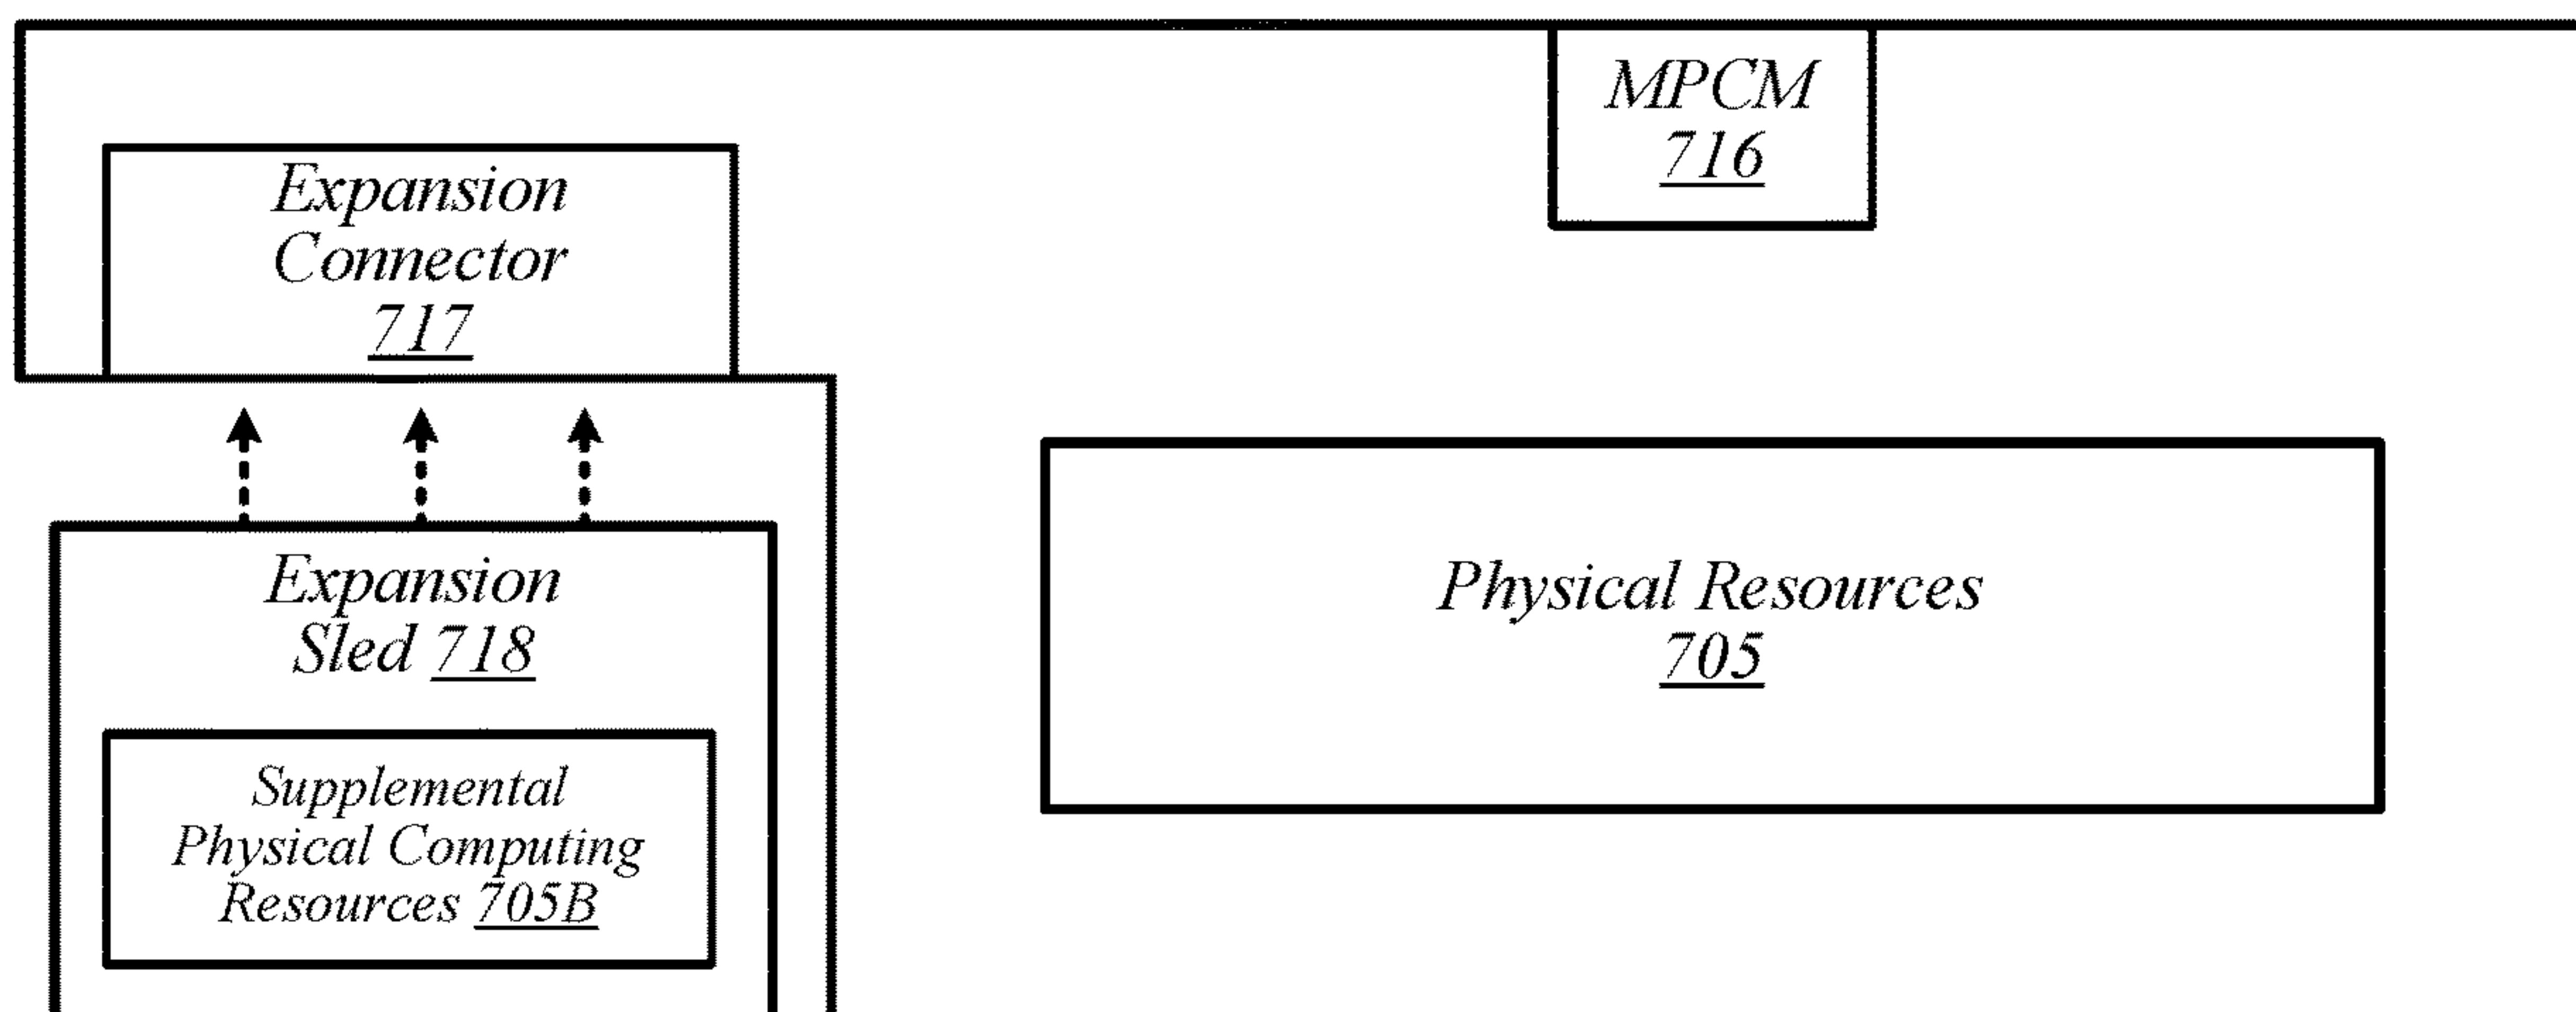 MPCM
716
Expansion
Connector
717
Expansion
Sled 718
Supplemental
Physical Computing
Resources 705B
Physical Resources
705